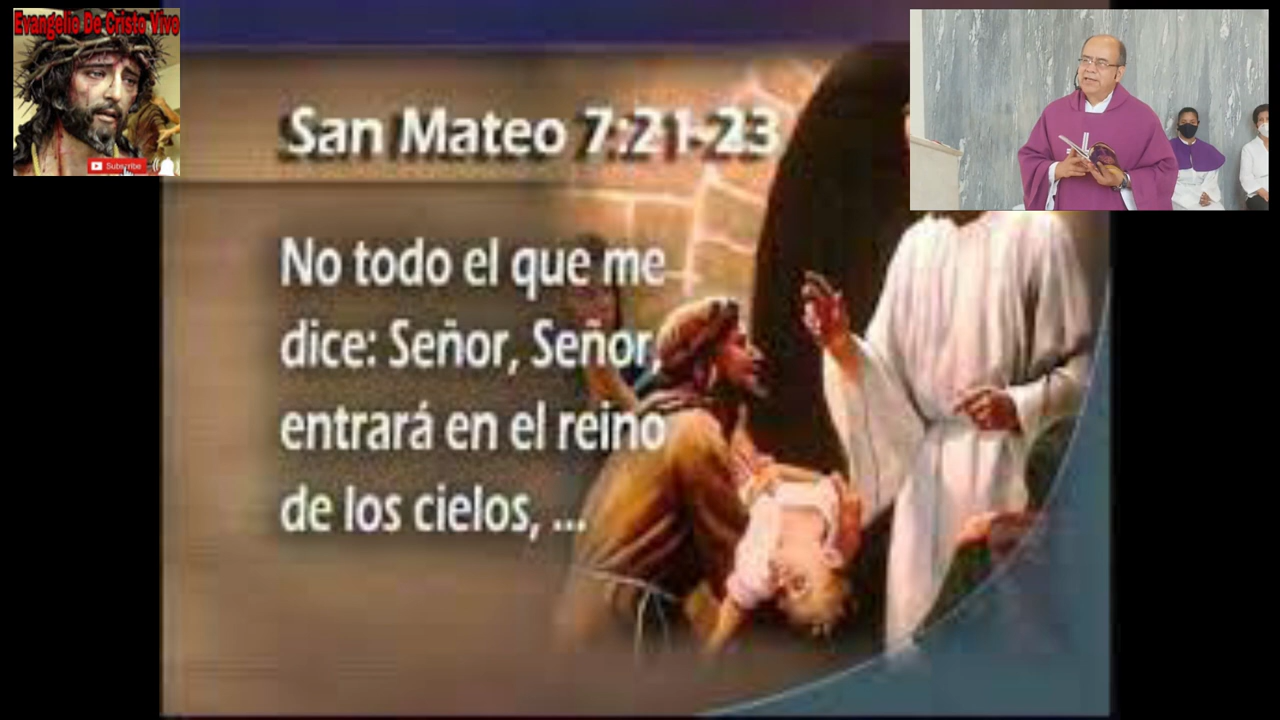 Evangelio De Cristo Vivo
Subscribe
San Mateo 7:21-23
No todo el que me
dice: Señor, Señor,
entrará en el reino
de los cielos, ...